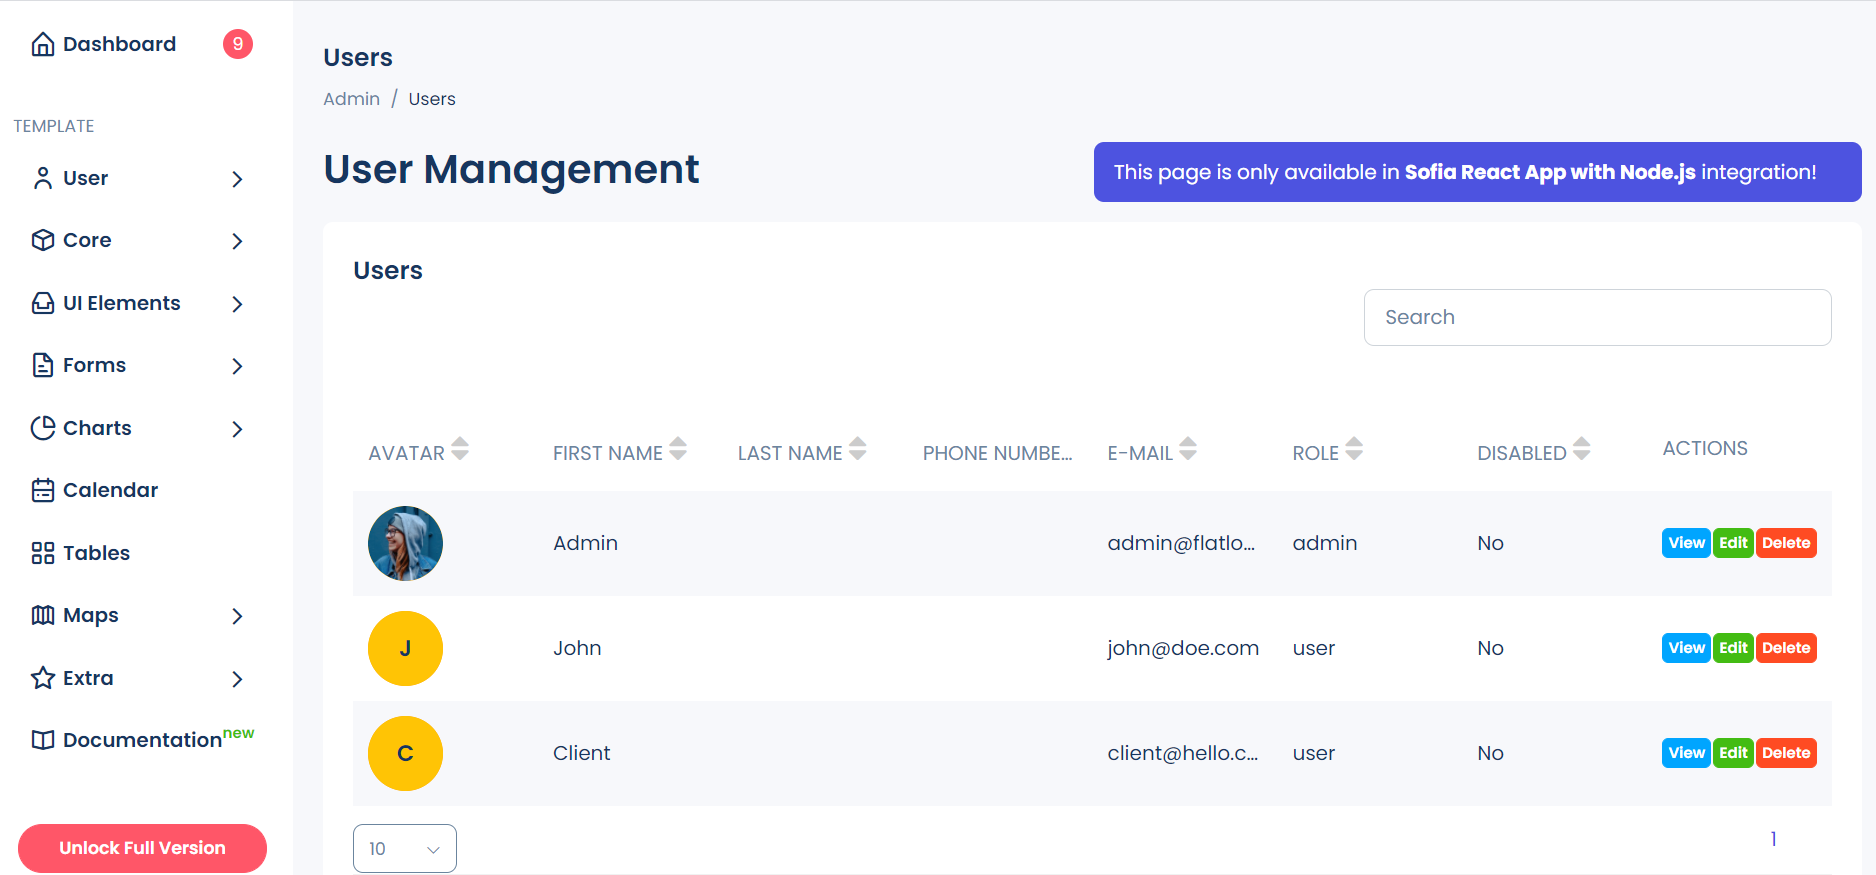 Dashboard 9
TEMPLATE
User
Core
UI Elements
Forms
Charts
Calendar
Tables
Maps
Extra
Documentation new
Unlock Full Version
Users
Admin / Users
User Management
This page is only available in Sofia React App with Node.js integration!
Users
Search
AVATAR FIRST NAME LAST NAME PHONE NUMBE... E-MAIL ROLE DISABLED ACTIONS
Admin admin@flatlo... admin No View Edit Delete
J John john@doe.com user No View Edit Delete
C Client client@hello.c... user No View Edit Delete
10 1